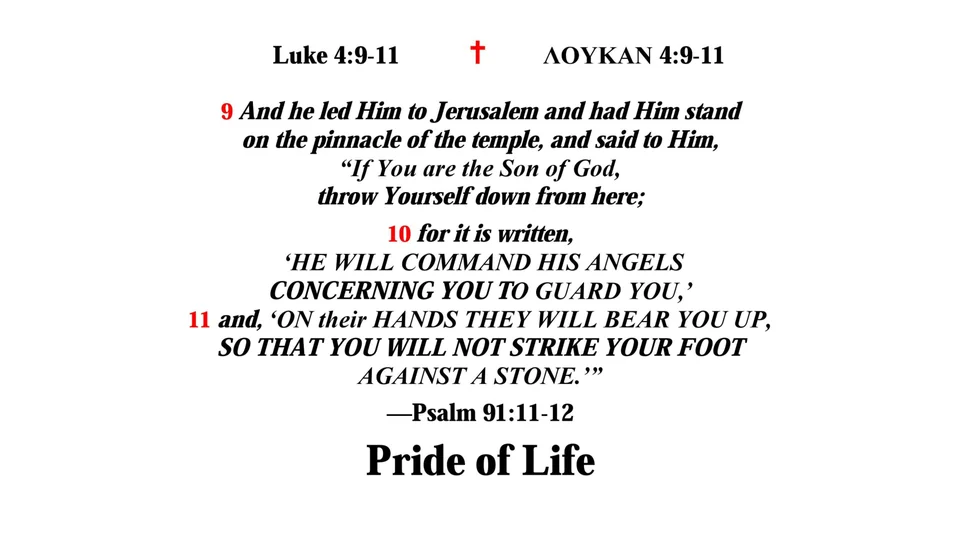 Luke 4:9-11 ✝ ΛΟΥΚΑΝ 4:9-11
9 And he led Him to Jerusalem and had Him stand
on the pinnacle of the temple, and said to Him,
“If You are the Son of God,
throw Yourself down from here;
10 for it is written,
‘HE WILL COMMAND HIS ANGELS
CONCERNING YOU TO GUARD YOU,’
11 and, ‘ON their HANDS THEY WILL BEAR YOU UP,
SO THAT YOU WILL NOT STRIKE YOUR FOOT
AGAINST A STONE.’”
—Psalm 91:11-12
Pride of Life